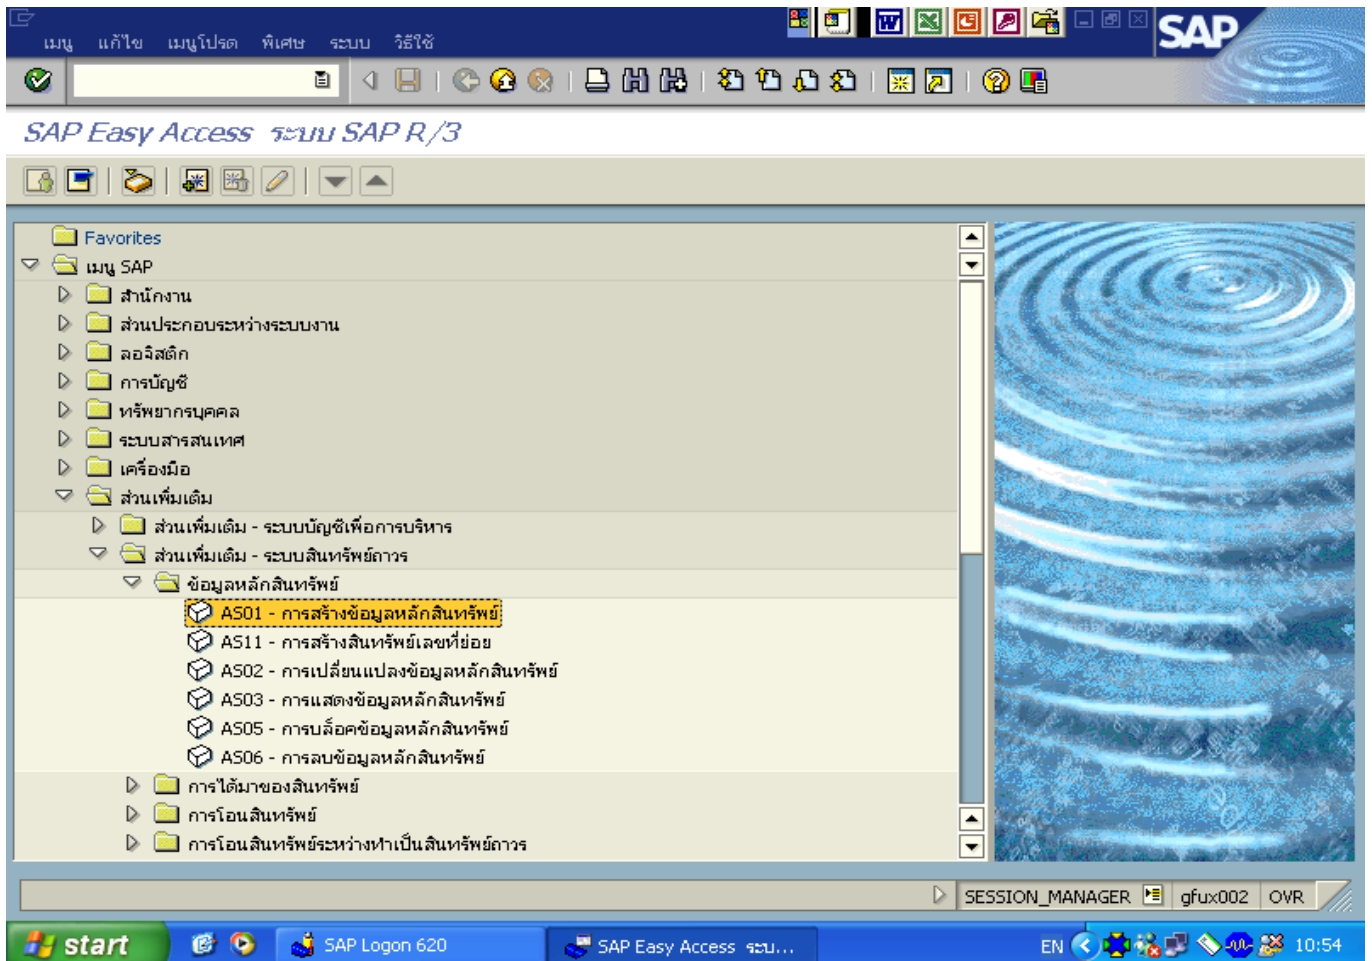 เมนู แก้ไข เมนูโปรด พิเศษ ระบบ วิธีใช้
SAP
SAP Easy Access ระบบ SAP R/3
Favorites
เมนู SAP
สำนักงาน
ส่วนประกอบระหว่างระบบงาน
ลอจิสติก
การบัญชี
ทรัพยากรบุคคล
ระบบสารสนเทศ
เครื่องมือ
ส่วนเพิ่มเติม
ส่วนเพิ่มเติม - ระบบบัญชีเพื่อการบริหาร
ส่วนเพิ่มเติม - ระบบสินทรัพย์ถาวร
ข้อมูลหลักสินทรัพย์
AS01 - การสร้างข้อมูลหลักสินทรัพย์
AS11 - การสร้างสินทรัพย์เลขที่ย่อย
AS02 - การเปลี่ยนแปลงข้อมูลหลักสินทรัพย์
AS03 - การแสดงข้อมูลหลักสินทรัพย์
AS05 - การบล็อคข้อมูลหลักสินทรัพย์
AS06 - การลบข้อมูลหลักสินทรัพย์
การได้มาของสินทรัพย์
การโอนสินทรัพย์
การโอนสินทรัพย์ระหว่างทำเป็นสินทรัพย์ถาวร
SESSION_MANAGER gfux002 OVR
start SAP Logon 620 SAP Easy Access ระบ... EN 10:54